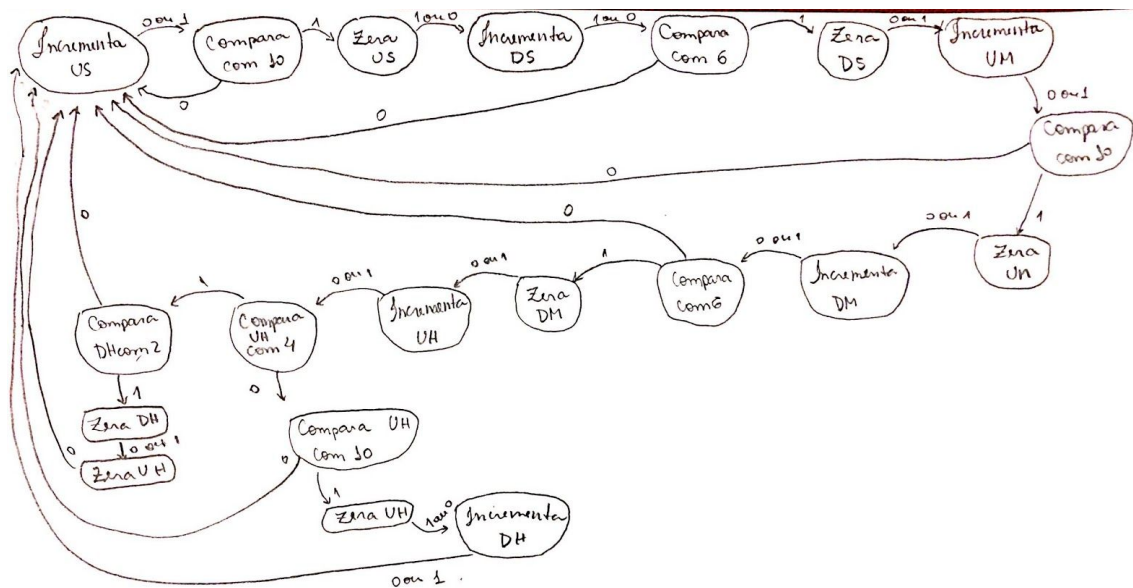 Incrementa
US
0 ou 1
Compara
com 10
1
0
Zera
US
1 ou 0
Incrementa
DS
1 ou 0
Compara
com 6
1
0
Zera
DS
0 ou 1
Incrementa
UM
0 ou 1
Compara
com 10
0
1
Zera
UM
0 ou 1
Incrementa
DM
0 ou 1
Compara
com 6
0
1
Zera
DM
0 ou 1
Incrementa
UH
0 ou 1
Compara
UH
com 4
1
0
Compara
DH com 2
0
1
Zera DH
0 ou 1
Zera UH
0
Compara UH
com 10
0
1
Zera UH
1 ou 0
Incrementa
DH
0 ou 1